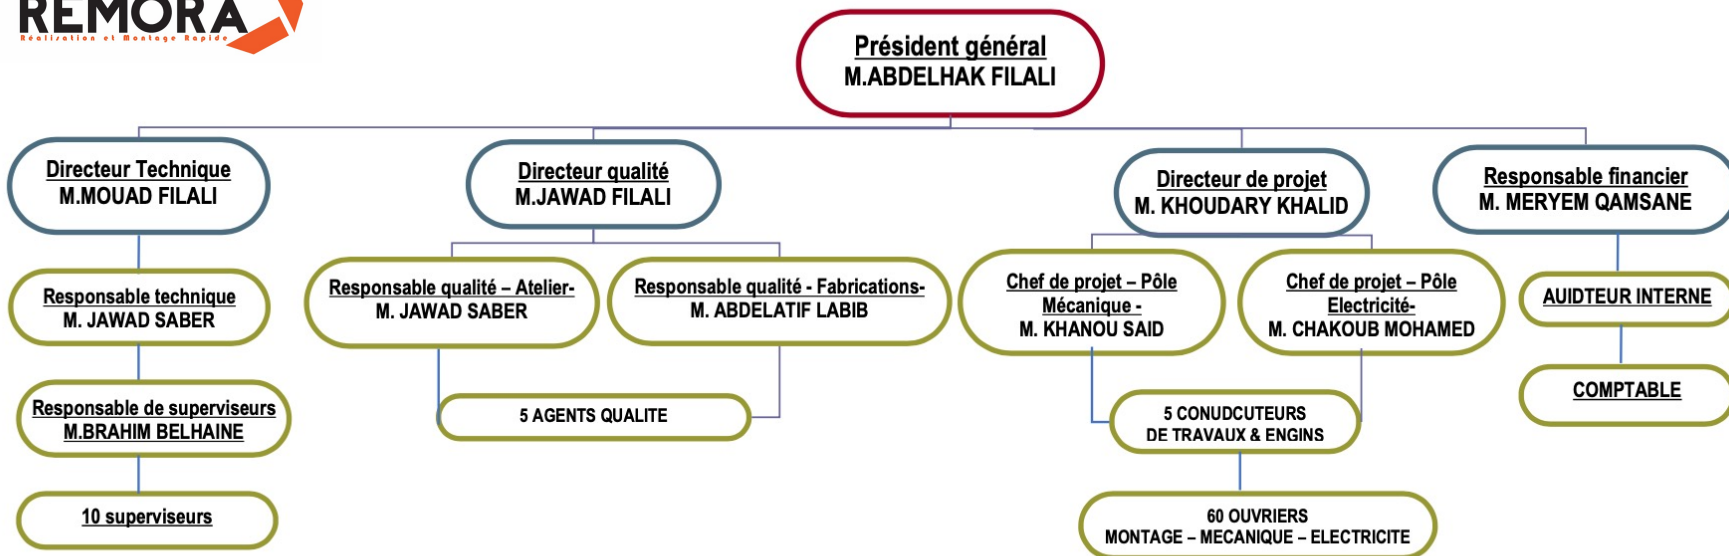 REMORA
Réalisation et Montage Rapide
Président général
M.ABDELHAK FILALI
Directeur Technique
M.MOUAD FILALI
Directeur qualité
M.JAWAD FILALI
Directeur de projet
M. KHOUDARY KHALID
Responsable financier
M. MERYEM QAMSANE
Responsable technique
M. JAWAD SABER
Responsable qualité – Atelier-
M. JAWAD SABER
Responsable qualité - Fabrications-
M. ABDELATIF LABIB
Chef de projet – Pôle
Mécanique -
M. KHANOU SAID
Chef de projet – Pôle
Electricité-
M. CHAKOUB MOHAMED
AUIDTEUR INTERNE
Responsable de superviseurs
M.BRAHIM BELHAINE
5 AGENTS QUALITE
5 CONUDCUTEURS
DE TRAVAUX & ENGINS
COMPTABLE
10 superviseurs
60 OUVRIERS
MONTAGE – MECANIQUE – ELECTRICITE